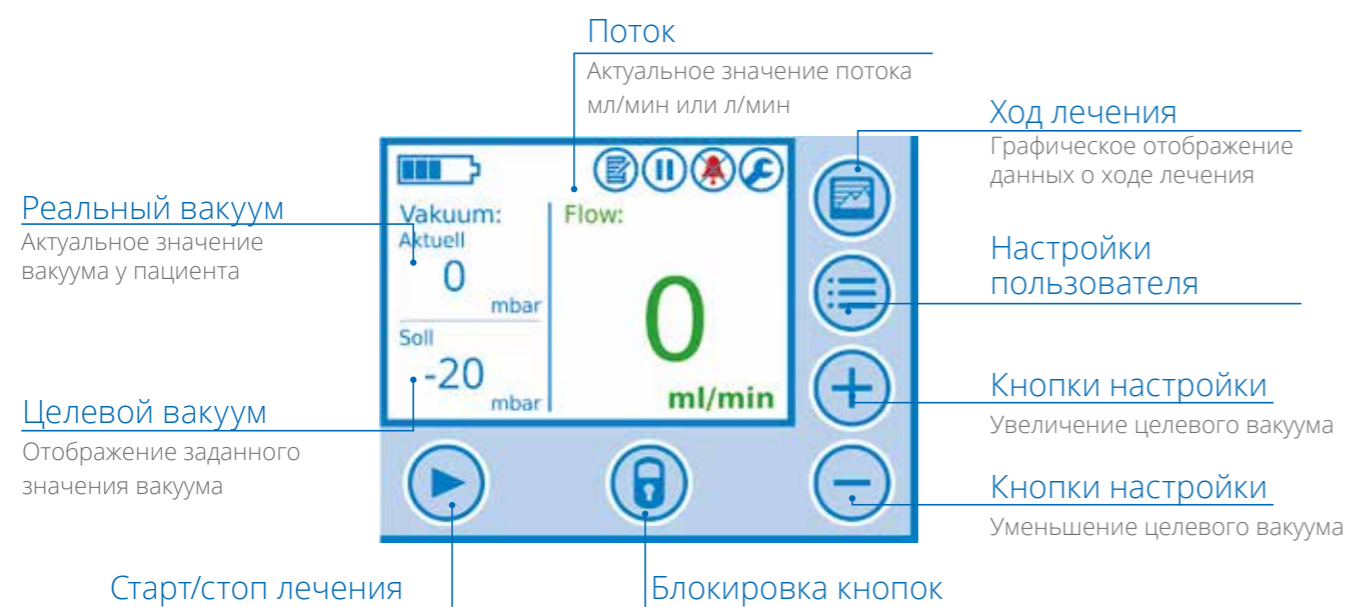 Поток
Актуальное значение потока
мл/мин или л/мин
Ход лечения
Графическое отображение
данных о ходе лечения
Реальный вакуум
Актуальное значение
вакуума у пациента
Vakuum:
Aktuell
0
mbar
Flow:
0
ml/min
Soll
-20
mbar
Настройки
пользователя
Целевой вакуум
Отображение заданного
значения вакуума
Кнопки настройки
Увеличение целевого вакуума
Кнопки настройки
Уменьшение целевого вакуума
Старт/стоп лечения
Блокировка кнопок